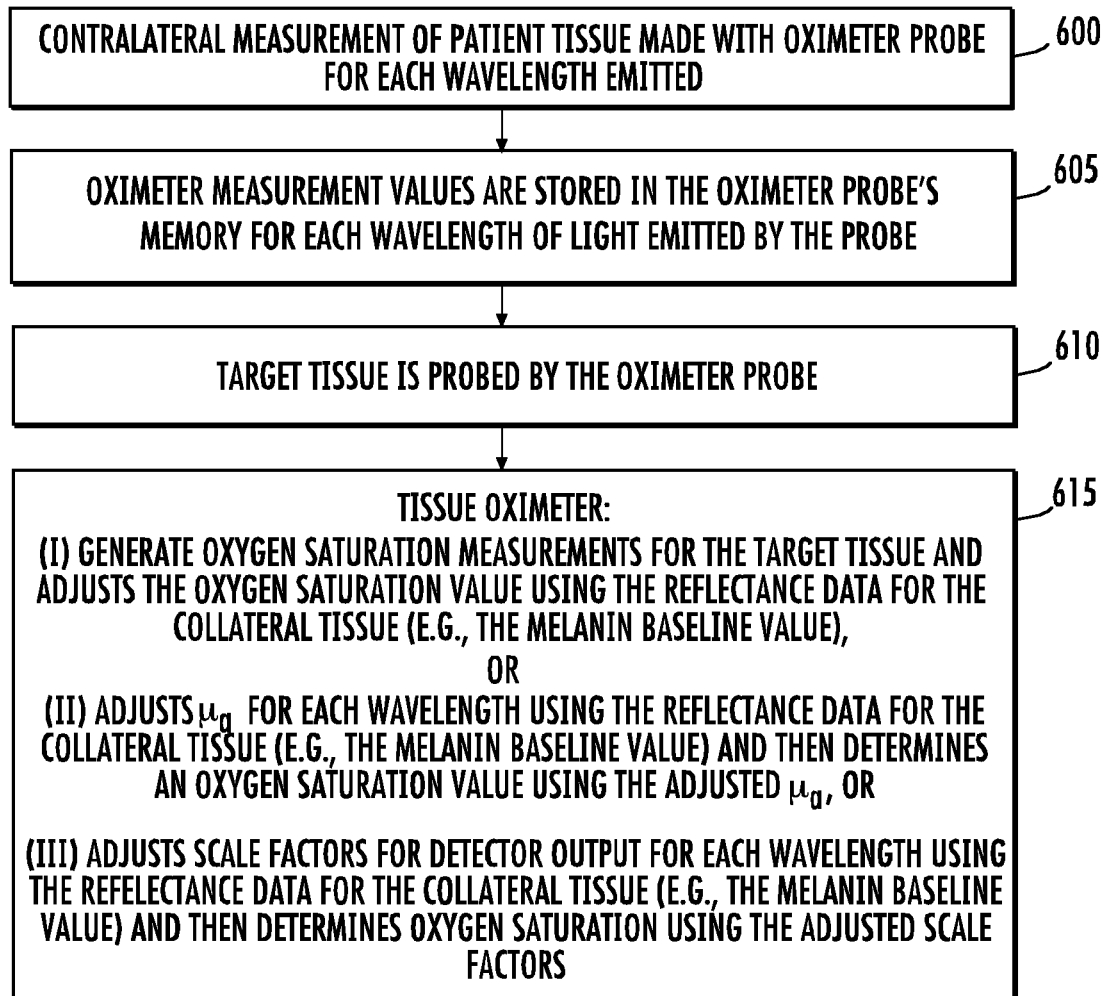 CONTRALATERAL MEASUREMENT OF PATIENT TISSUE MADE WITH OXIMETER PROBE
FOR EACH WAVELENGTH EMITTED
600
OXIMETER MEASUREMENT VALUES ARE STORED IN THE OXIMETER PROBE'S
MEMORY FOR EACH WAVELENGTH OF LIGHT EMITTED BY THE PROBE
605
TARGET TISSUE IS PROBED BY THE OXIMETER PROBE
610
TISSUE OXIMETER:
615
(I) GENERATE OXYGEN SATURATION MEASUREMENTS FOR THE TARGET TISSUE AND
ADJUSTS THE OXYGEN SATURATION VALUE USING THE REFLECTANCE DATA FOR THE
COLLATERAL TISSUE (E.G., THE MELANIN BASELINE VALUE),
OR
(II) ADJUSTS μa FOR EACH WAVELENGTH USING THE REFLECTANCE DATA FOR THE
COLLATERAL TISSUE (E.G., THE MELANIN BASELINE VALUE) AND THEN DETERMINES
AN OXYGEN SATURATION VALUE USING THE ADJUSTED μa, OR
(III) ADJUSTS SCALE FACTORS FOR DETECTOR OUTPUT FOR EACH WAVELENGTH USING
THE REFELECTANCE DATA FOR THE COLLATERAL TISSUE (E.G., THE MELANIN BASELINE
VALUE) AND THEN DETERMINES OXYGEN SATURATION USING THE ADJUSTED SCALE
FACTORS